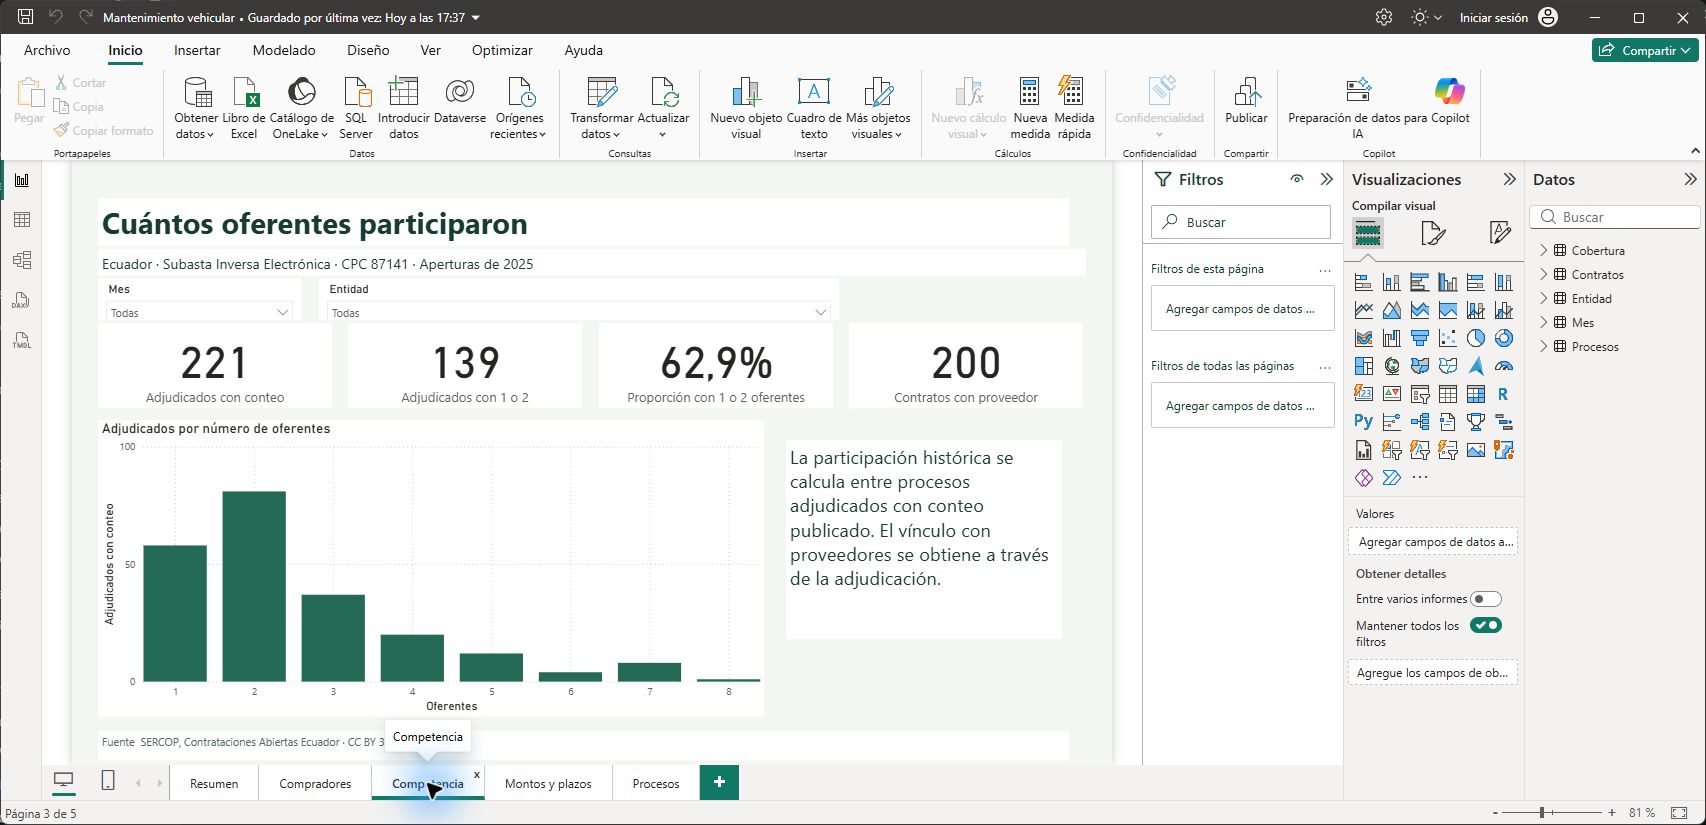 Mantenimiento vehicular • Guardado por última vez: Hoy a las 17:37
Iniciar sesión
Archivo
Inicio
Insertar
Modelado
Diseño
Ver
Optimizar
Ayuda
Compartir
Pegar
Cortar
Copia
Copiar formato
Portapapeles
Obtener datos
Libro de Excel
Catálogo de OneLake
SQL Server
Introducir datos
Dataverse
Orígenes recientes
Datos
Transformar datos
Actualizar
Consultas
Nuevo objeto visual
Cuadro de texto
Más objetos visuales
Insertar
Nuevo cálculo visual
Nueva medida
Medida rápida
Cálculos
Confidencialidad
Confidencialidad
Publicar
Compartir
Preparación de datos para IA
Copilot
Copilot
Cuántos oferentes participaron
Ecuador · Subasta Inversa Electrónica · CPC 87141 · Aperturas de 2025
Mes
Todas
Entidad
Todas
221
Adjudicados con conteo
139
Adjudicados con 1 o 2
62,9%
Proporción con 1 o 2 oferentes
200
Contratos con proveedor
Adjudicados por número de oferentes
Adjudicados con conteo
100
50
0
1 2 3 4 5 6 7 8
Oferentes
La participación histórica se
calcula entre procesos
adjudicados con conteo
publicado. El vínculo con
proveedores se obtiene a través
de la adjudicación.
Fuente SERCOP, Contrataciones Abiertas Ecuador · CC BY 3
Competencia
Filtros
Buscar
Filtros de esta página
Agregar campos de datos ...
Filtros de todas las páginas
Agregar campos de datos ...
Visualizaciones
Compilar visual
123
R
Py
Valores
Agregar campos de datos a...
Obtener detalles
Entre varios informes
Mantener todos los
filtros
Agregue los campos de ob...
Datos
Buscar
Cobertura
Contratos
Entidad
Mes
Procesos
DAX
TMDL
Resumen
Compradores
Competencia
x
Montos y plazos
Procesos
+
Página 3 de 5
- + 81 %